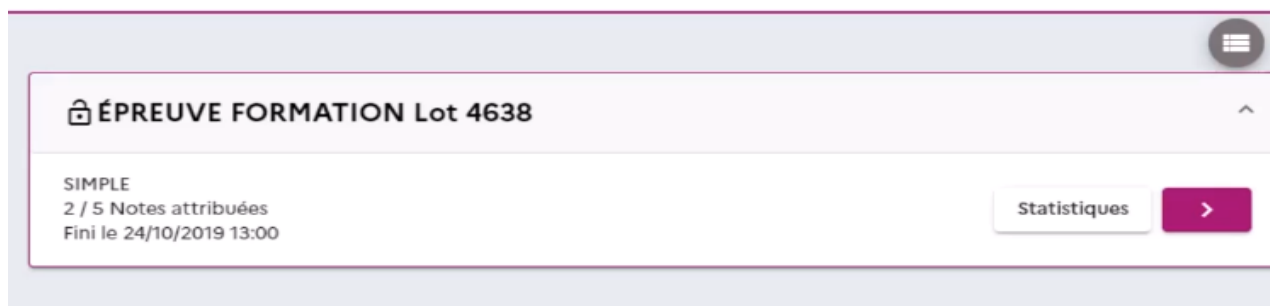 ÉPREUVE FORMATION Lot 4638
SIMPLE
2 / 5 Notes attribuées
Fini le 24/10/2019 13:00
Statistiques